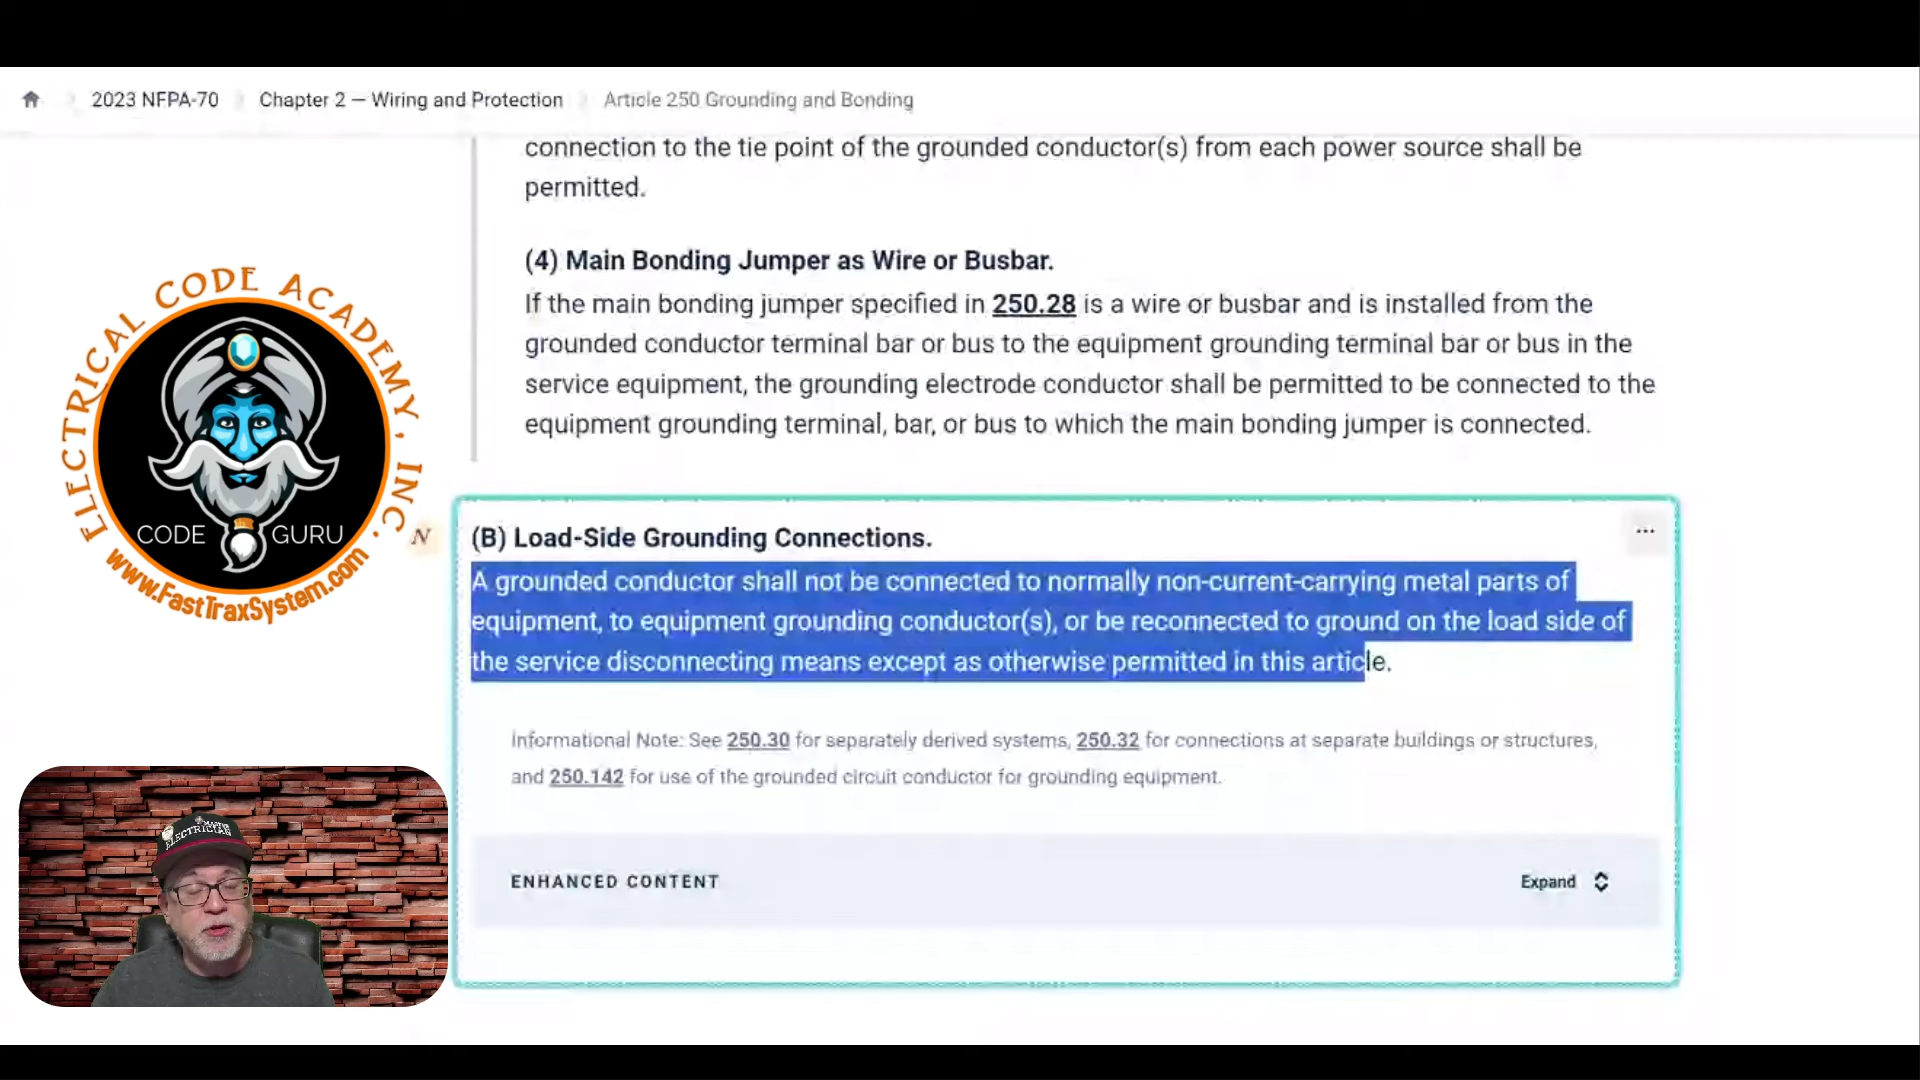 2023 NFPA-70 Chapter 2 — Wiring and Protection Article 250 Grounding and Bonding
connection to the tie point of the grounded conductor(s) from each power source shall be
permitted.
(4) Main Bonding Jumper as Wire or Busbar.
If the main bonding jumper specified in 250.28 is a wire or busbar and is installed from the
grounded conductor terminal bar or bus to the equipment grounding terminal bar or bus in the
service equipment, the grounding electrode conductor shall be permitted to be connected to the
equipment grounding terminal, bar, or bus to which the main bonding jumper is connected.
ELECTRICAL CODE ACADEMY, INC.
CODE GURU
www.FastTraxSystem.com
N
(B) Load-Side Grounding Connections.
...
A grounded conductor shall not be connected to normally non-current-carrying metal parts of
equipment, to equipment grounding conductor(s), or be reconnected to ground on the load side of
the service disconnecting means except as otherwise permitted in this article.
Informational Note: See 250.30 for separately derived systems, 250.32 for connections at separate buildings or structures,
and 250.142 for use of the grounded circuit conductor for grounding equipment.
ENHANCED CONTENT
Expand
MASTER
ELECTRICIAN